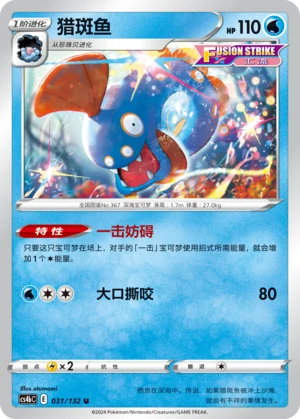 1阶进化
猎斑鱼
HP 110
从珍珠贝进化
FUSION STRIKE
汇流
全国图鉴No.367 深海宝可梦 身高:1.7m 体重:27.0kg
特性 一击妨碍
只要这只宝可梦在场上,对手的「一击」宝可梦使用招式所需能量,就会增加1个能量。
大口撕咬 80
弱点 ×2 抵抗力 撤退
Illus. otumami
CS4bC E 031/132 U
栖息在深海中。传说,如果猎斑鱼被冲上沙滩,就会有不祥的事情发生。
©2024 Pokémon/Nintendo/Creatures/GAME FREAK.